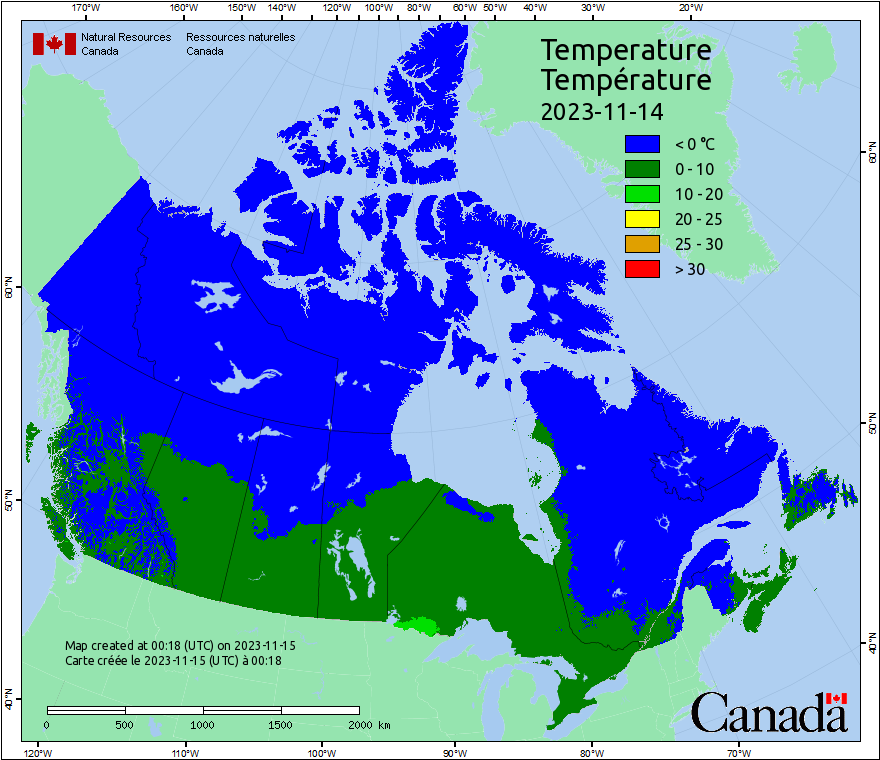 170°W 160°W 150°W 140°W 130°W 120°W 110°W 100°W 90°W 80°W 60°W 50°W 40°W 30°W 20°W
Natural Resources Canada
Ressources naturelles Canada
Temperature
Température
2023-11-14
< 0 °C
0 - 10
10 - 20
20 - 25
25 - 30
> 30
60°N
60°N
50°N
50°N
40°N
40°N
Map created at 00:18 (UTC) on 2023-11-15
Carte créée le 2023-11-15 (UTC) à 00:18
0 500 1000 1500 2000 km
Canada
120°W 110°W 100°W 90°W 80°W 70°W